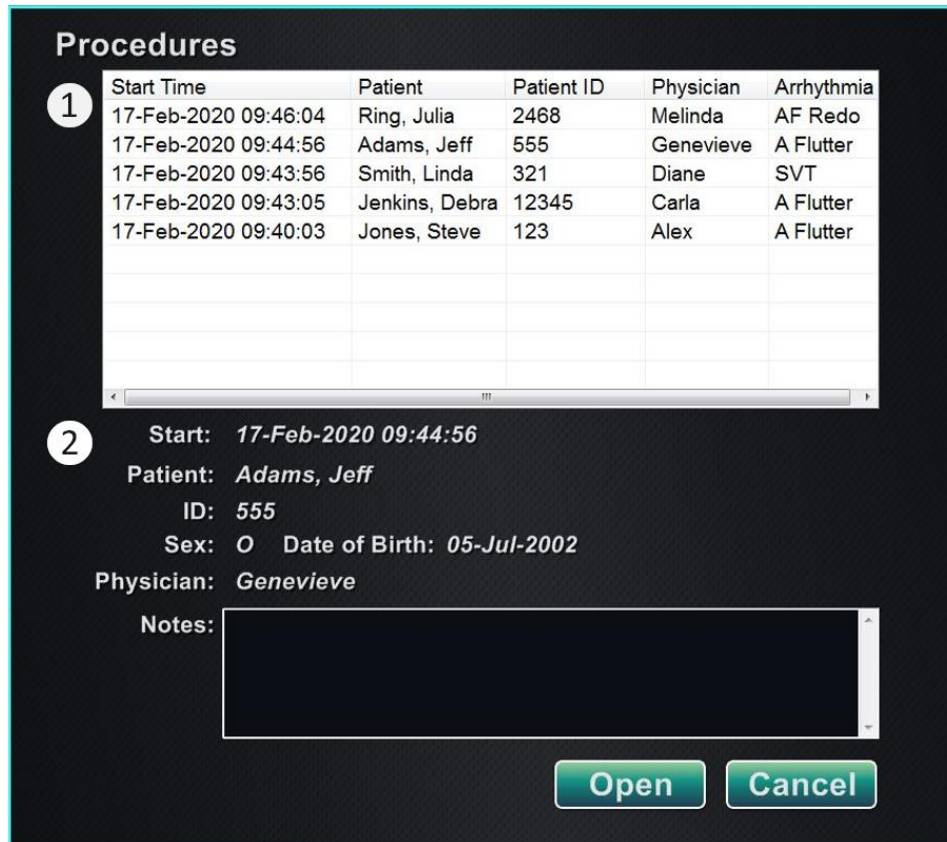 Procedures
1
Start Time Patient Patient ID Physician Arrhythmia
17-Feb-2020 09:46:04 Ring, Julia 2468 Melinda AF Redo
17-Feb-2020 09:44:56 Adams, Jeff 555 Genevieve A Flutter
17-Feb-2020 09:43:56 Smith, Linda 321 Diane SVT
17-Feb-2020 09:43:05 Jenkins, Debra 12345 Carla A Flutter
17-Feb-2020 09:40:03 Jones, Steve 123 Alex A Flutter
2
Start: 17-Feb-2020 09:44:56
Patient: Adams, Jeff
ID: 555
Sex: O Date of Birth: 05-Jul-2002
Physician: Genevieve
Notes:
Open Cancel